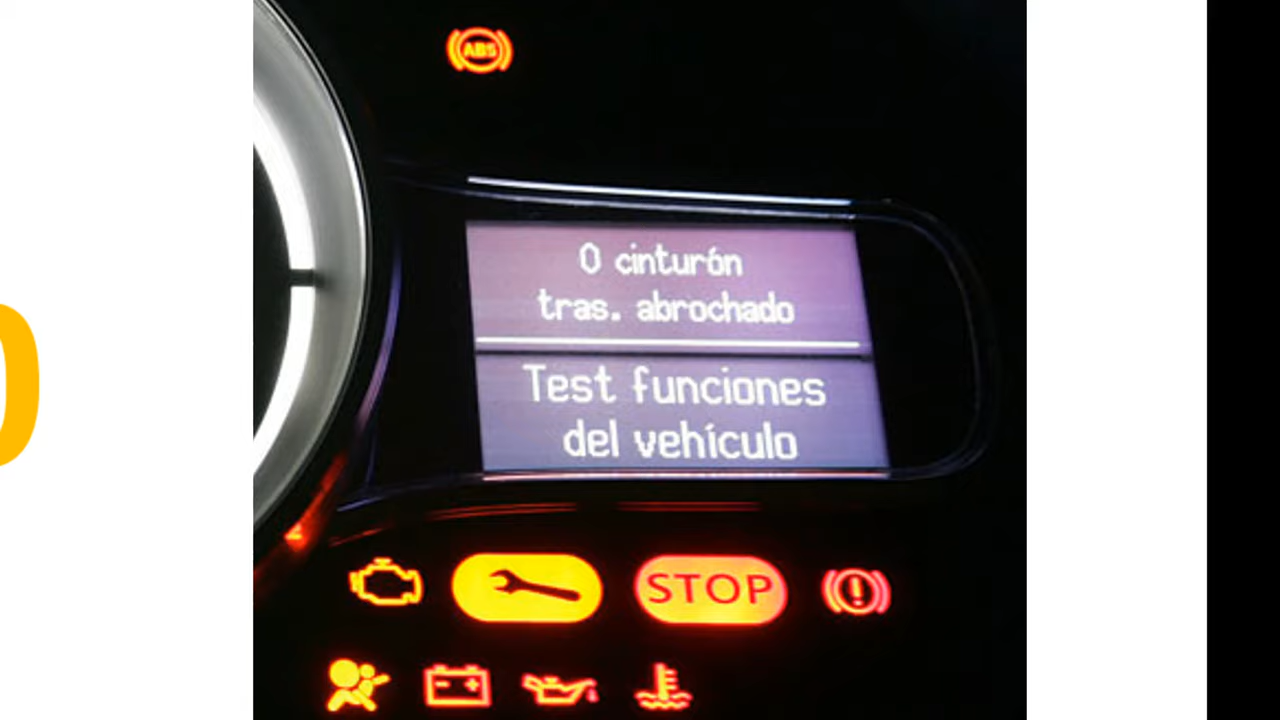 ABS
0 cinturón
tras. abrochado
Test funciones
del vehículo
STOP